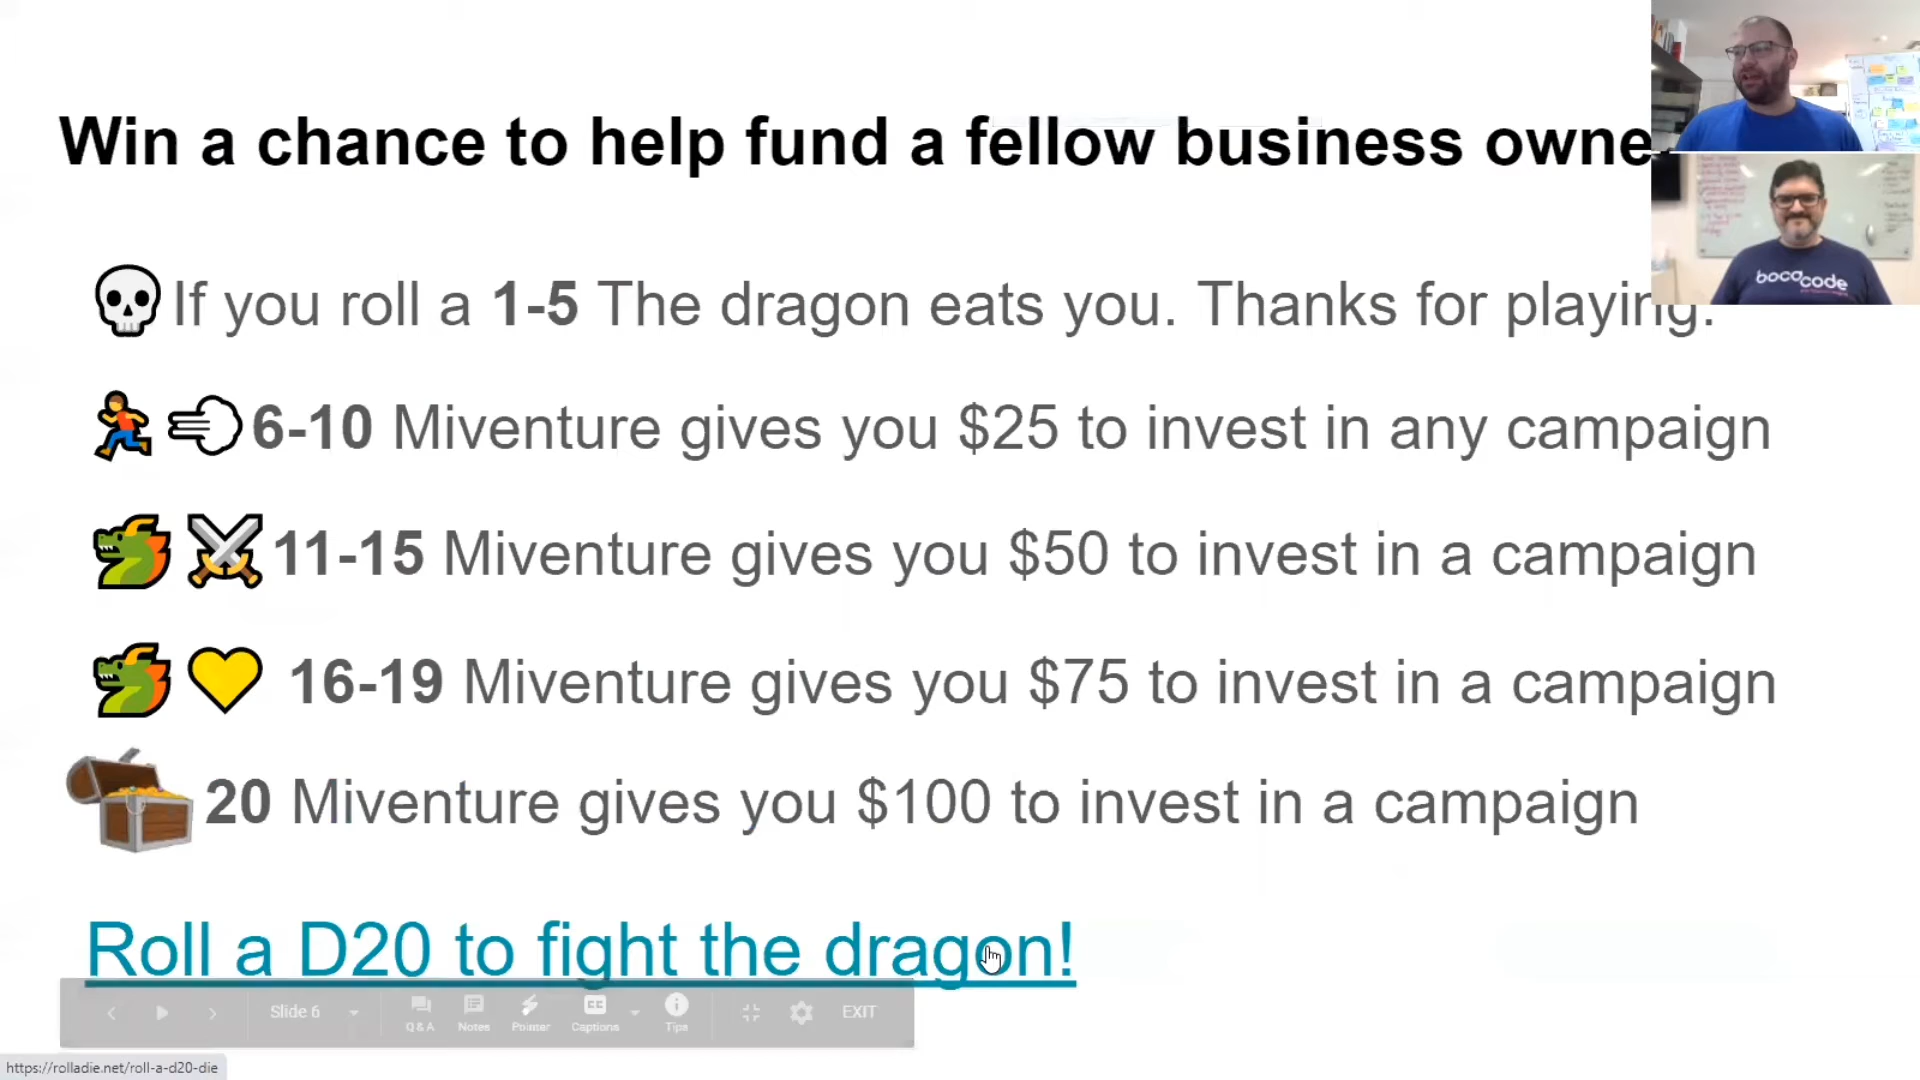 Win a chance to help fund a fellow business owne
If you roll a 1-5 The dragon eats you. Thanks for playing.
6-10 Miventure gives you $25 to invest in any campaign
11-15 Miventure gives you $50 to invest in a campaign
16-19 Miventure gives you $75 to invest in a campaign
20 Miventure gives you $100 to invest in a campaign
Roll a D20 to fight the dragon!
Slide 6
Q & A
Notes
Pointer
Captions
Tips
EXIT
https://rolladie.net/roll-a-d20-die
bocacode